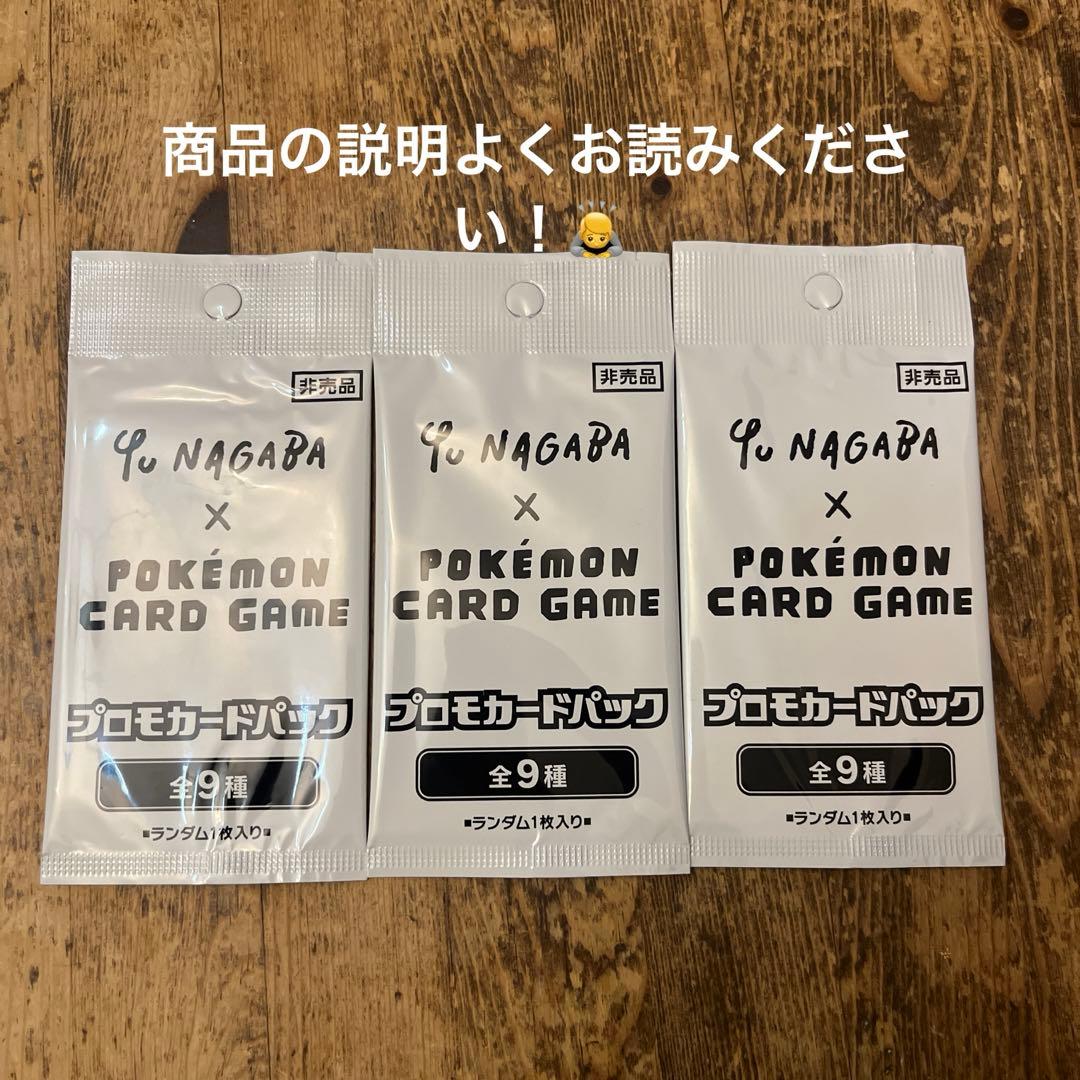 商品の説明よくお読みくださ
い！🙇
非売品
Yu NAGABA
×
POKÉMON
CARD GAME
プロモカードパック
全9種
■ランダム1枚入り■
非売品
Yu NAGABA
×
POKÉMON
CARD GAME
プロモカードパック
全9種
■ランダム1枚入り■
非売品
Yu NAGABA
×
POKÉMON
CARD GAME
プロモカードパック
全9種
■ランダム1枚入り■